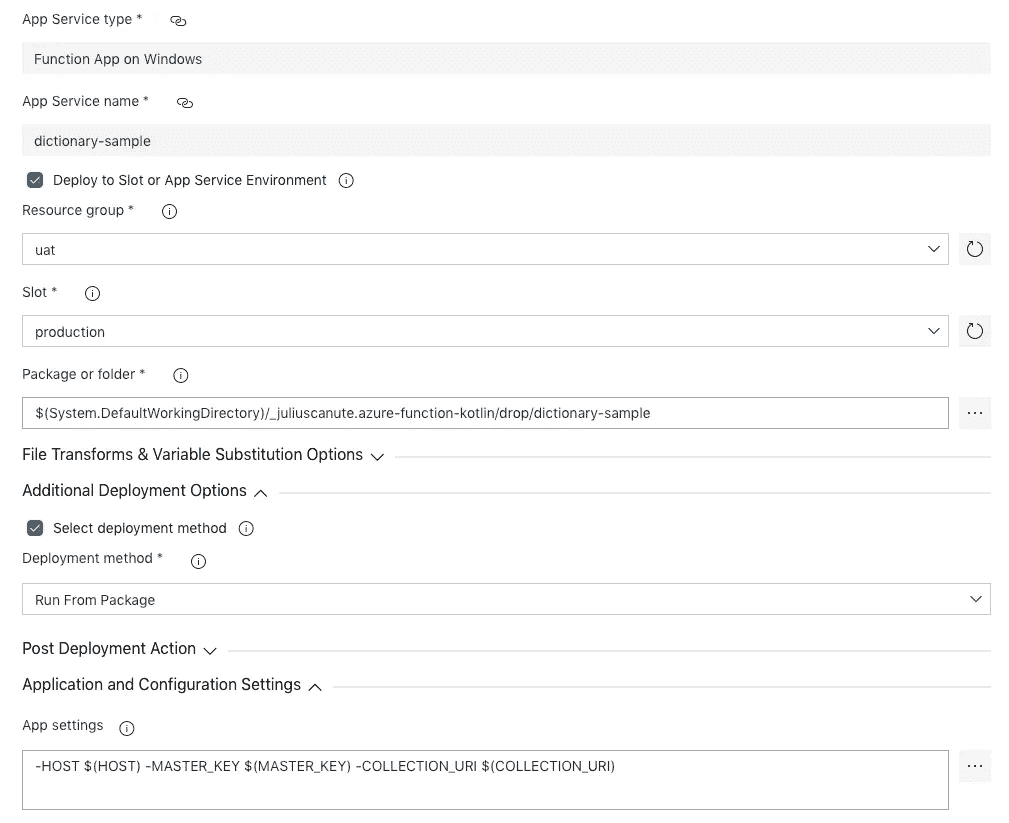 App Service type *
Function App on Windows
App Service name *
dictionary-sample
Deploy to Slot or App Service Environment
Resource group *
uat
Slot *
production
Package or folder *
$(System.DefaultWorkingDirectory)/_juliuscanute.azure-function-kotlin/drop/dictionary-sample
File Transforms & Variable Substitution Options
Additional Deployment Options
Select deployment method
Deployment method *
Run From Package
Post Deployment Action
Application and Configuration Settings
App settings
-HOST $(HOST) -MASTER_KEY $(MASTER_KEY) -COLLECTION_URI $(COLLECTION_URI)